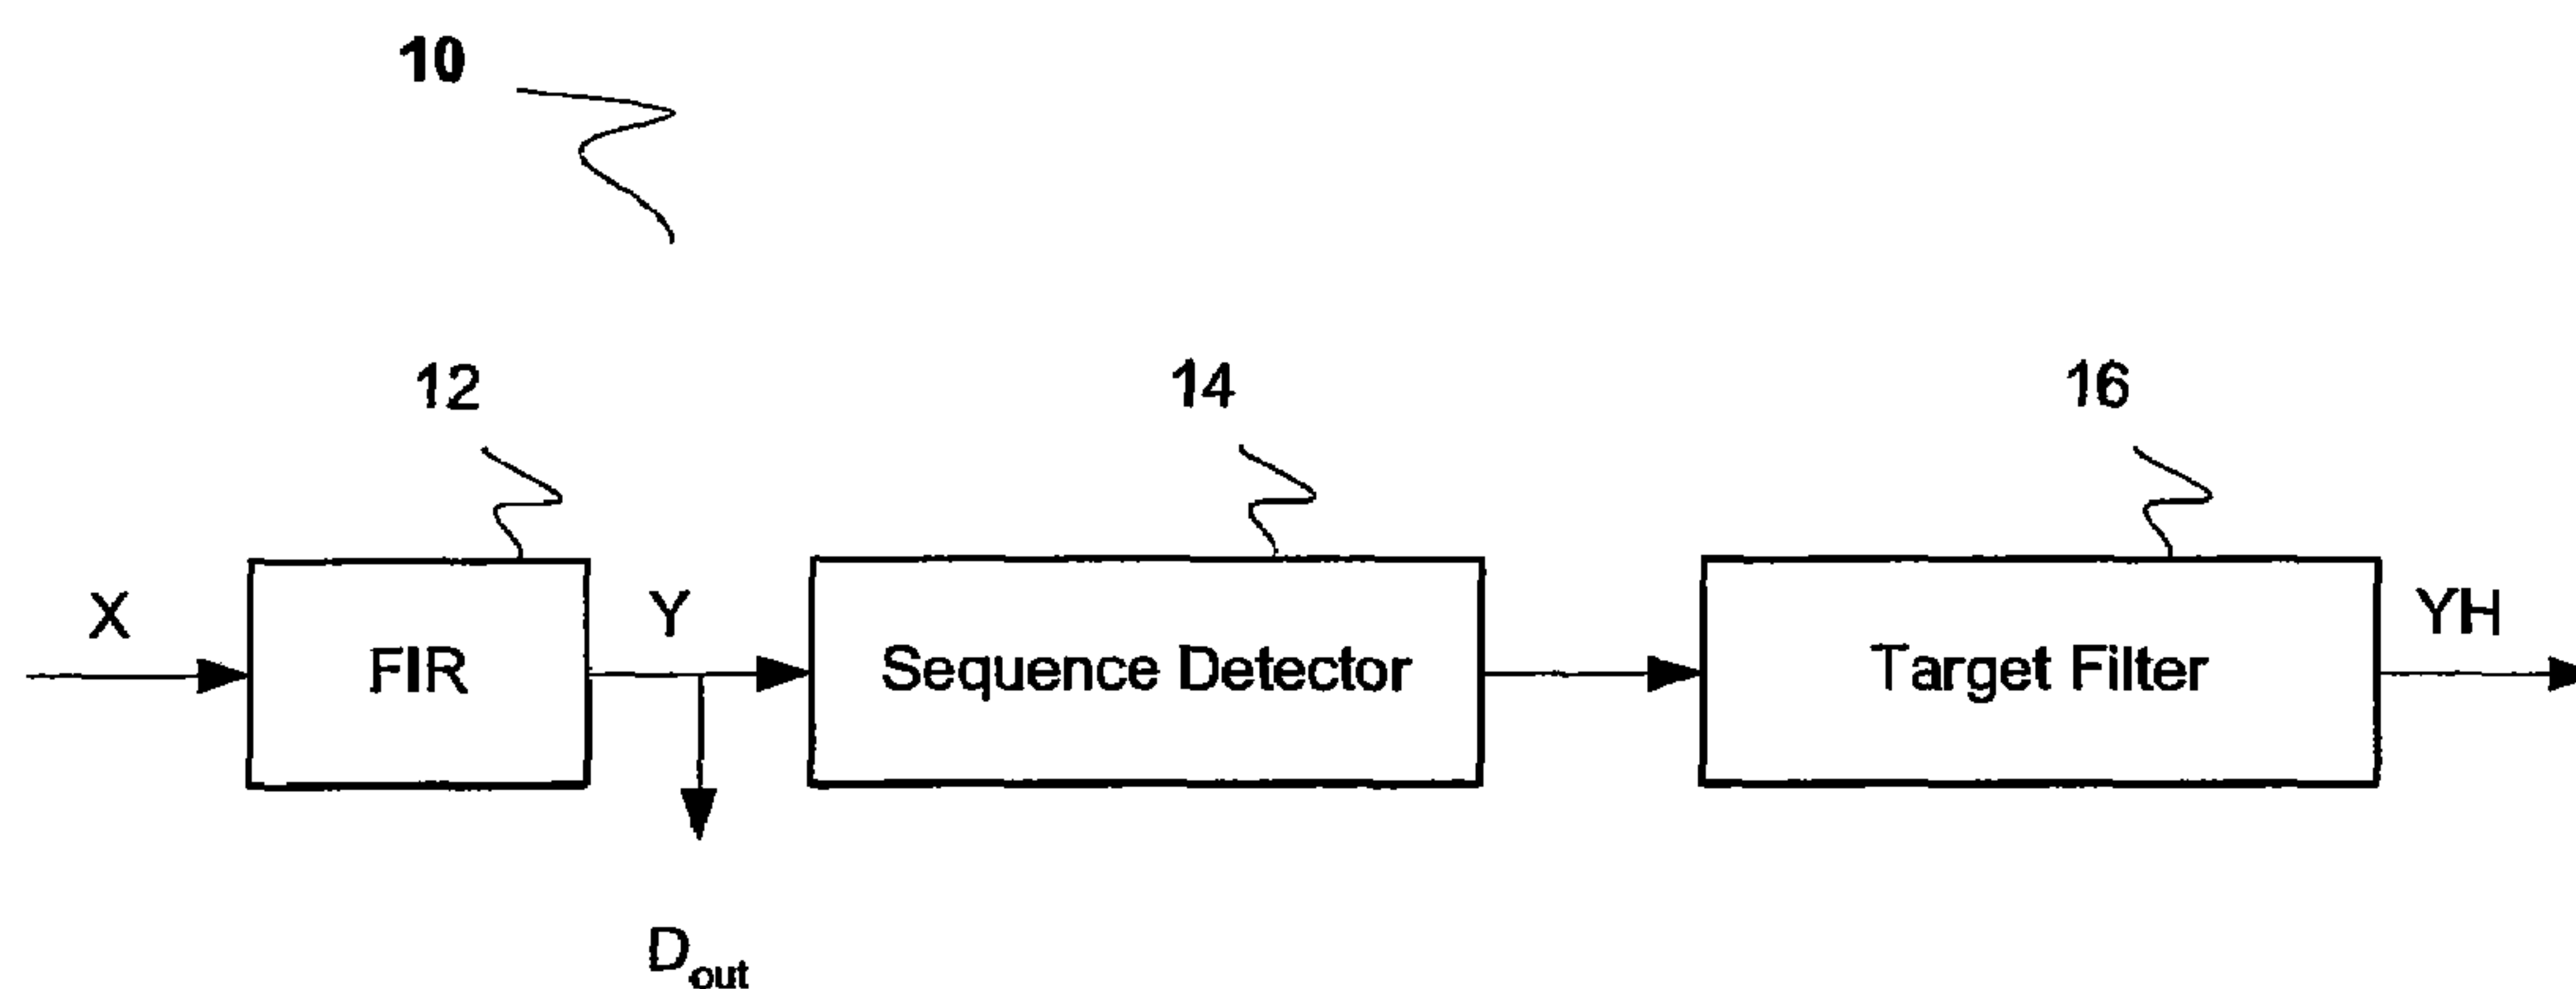 10
12
14
16
X
FIR
Y
Sequence Detector
Target Filter
YH
Dout